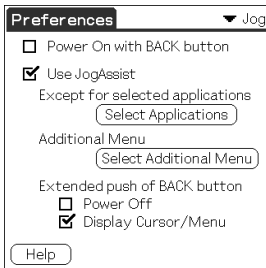 Preferences ▼ Jog
Power On with BACK button
Use JogAssist
Except for selected applications
Select Applications
Additional Menu
Select Additional Menu
Extended push of BACK button
Power Off
Display Cursor/Menu
Help